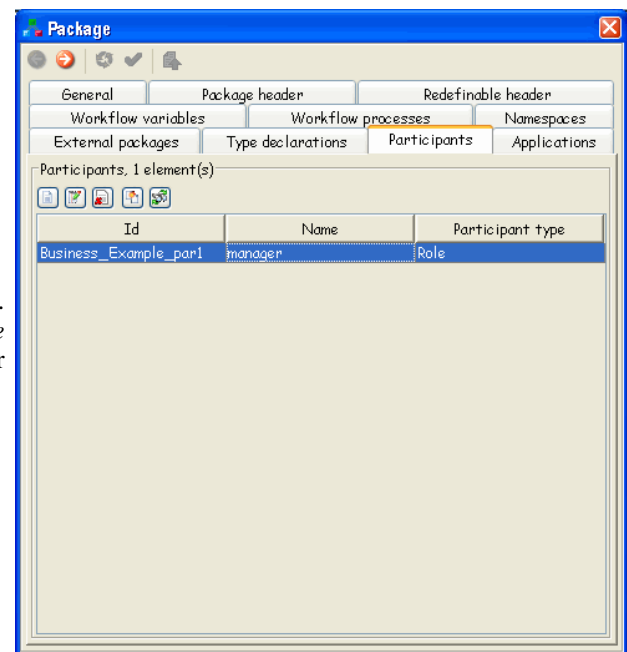 Package
General Package header Redefinable header
Workflow variables Workflow processes Namespaces
External packages Type declarations Participants Applications
Participants, 1 element(s)
Id Name Participant type
Business_Example_par1 manager Role
.
e
r